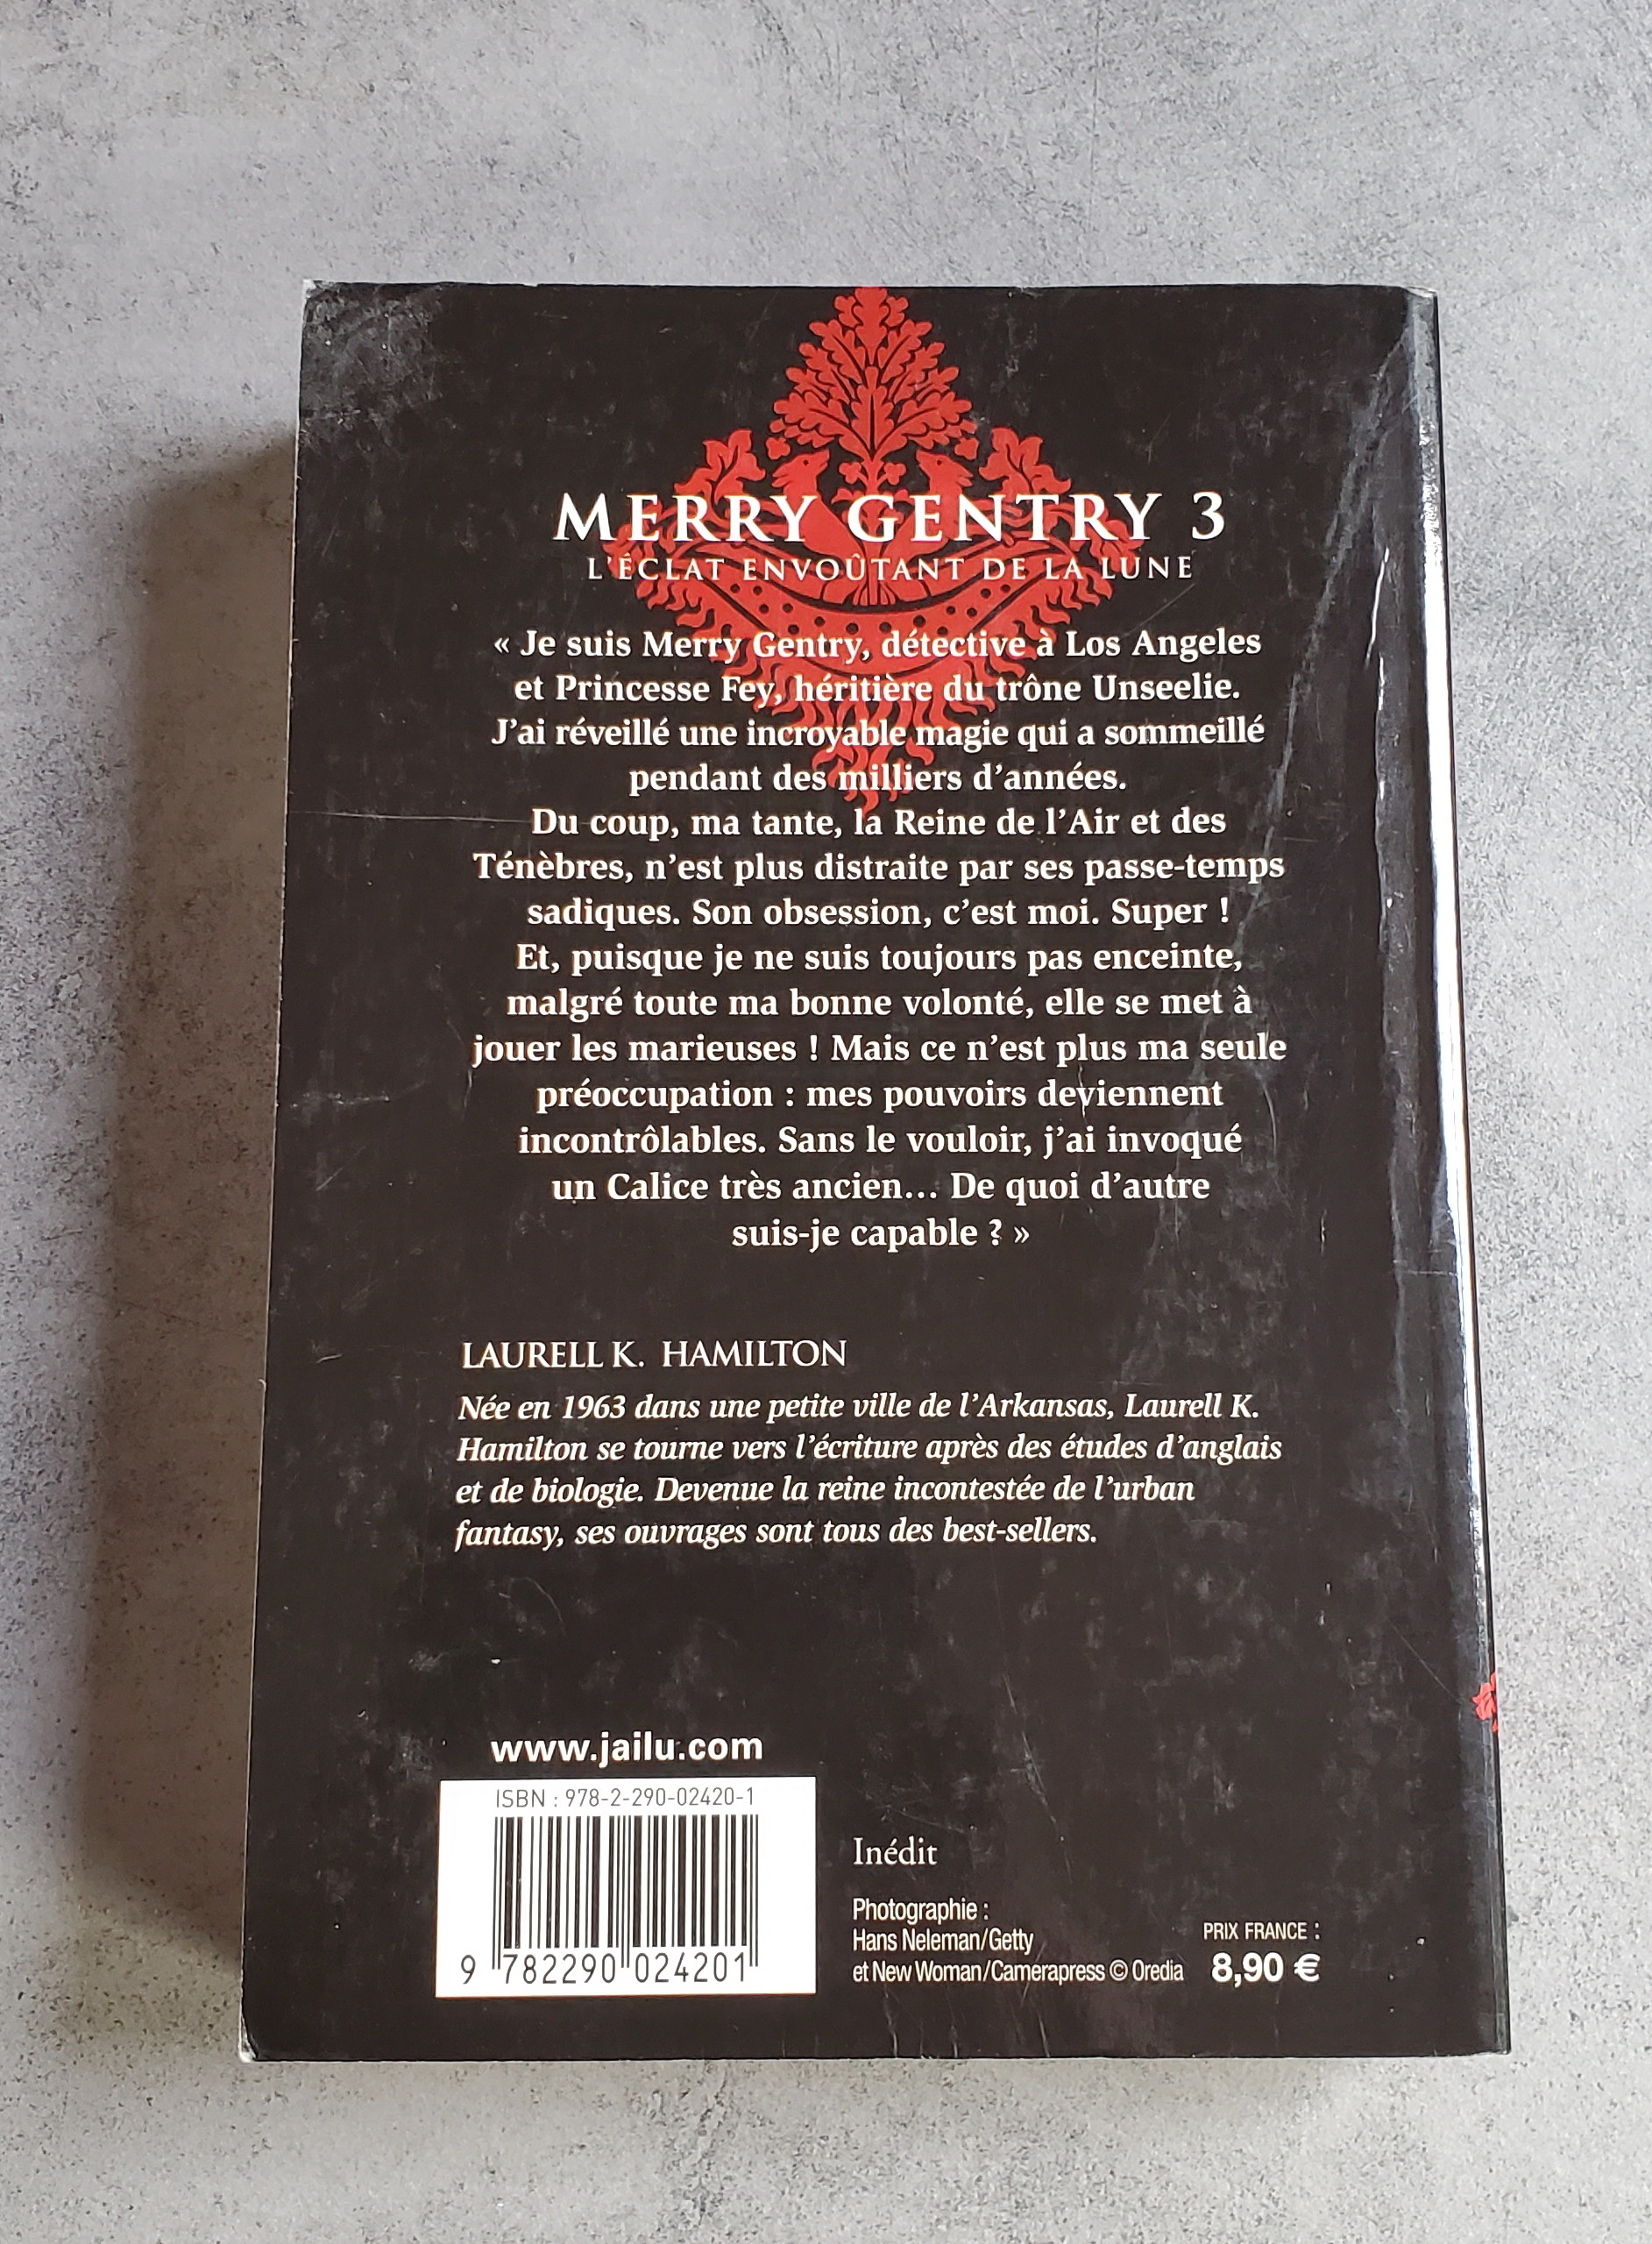 MERRY GENTRY 3
L'ÉCLAT ENVOÛTANT DE LA LUNE
« Je suis Merry Gentry, détective à Los Angeles
et Princesse Fey, héritière du trône Unseelie.
J'ai réveillé une incroyable magie qui a sommeillé
pendant des milliers d'années.
Du coup, ma tante, la Reine de l'Air et des
Ténèbres, n'est plus distraite par ses passe-temps
sadiques. Son obsession, c'est moi. Super !
Et, puisque je ne suis toujours pas enceinte,
malgré toute ma bonne volonté, elle se met à
jouer les marieuses ! Mais ce n'est plus ma seule
préoccupation : mes pouvoirs deviennent
incontrôlables. Sans le vouloir, j'ai invoqué
un Calice très ancien... De quoi d'autre
suis-je capable ? »
LAURELL K. HAMILTON
Née en 1963 dans une petite ville de l'Arkansas, Laurell K.
Hamilton se tourne vers l'écriture après des études d'anglais
et de biologie. Devenue la reine incontestée de l'urban
fantasy, ses ouvrages sont tous des best-sellers.
www.jailu.com
ISBN : 978-2-290-02420-1
9 782290 024201
Inédit
Photographie :
Hans Neleman/Getty
et New Woman/Camerapress © Oredia
PRIX FRANCE :
8,90 €